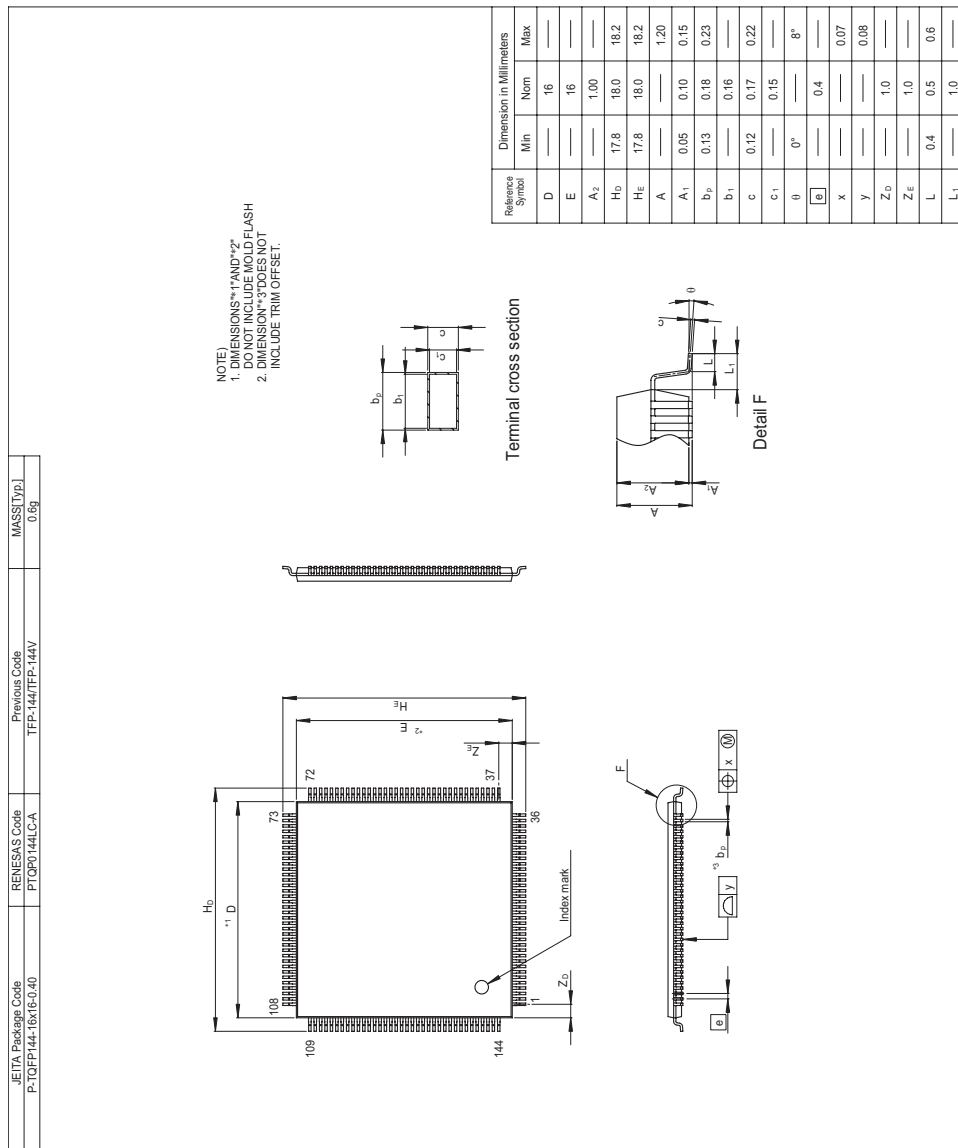 JEITA Package Code RENESAS Code Previous Code MASS[Typ.]
P-TQFP144-16x16-0.40 PTQP0144LC-A TFP-144/TFP-144V 0.6g
NOTE)
1. DIMENSIONS"*1"AND"*2"
DO NOT INCLUDE MOLD FLASH
2. DIMENSION"*3"DOES NOT
INCLUDE TRIM OFFSET.
HD
*1 D
108
73
109
72
*2 E
HE
ZE
144
37
1
36
ZD
Index mark
F
e
y
*3 bp
x M
bp
b1
c1
c
Terminal cross section
A
A2
A1
L
L1
c
θ
Detail F
Reference Symbol Dimension in Millimeters
Min Nom Max
D — 16 —
E — 16 —
A2 — 1.00 —
HD 17.8 18.0 18.2
HE 17.8 18.0 18.2
A — — 1.20
A1 0.05 0.10 0.15
bp 0.13 0.18 0.23
b1 — 0.16 —
c 0.12 0.17 0.22
c1 — 0.15 —
θ 0° — 8°
e — 0.4 —
x — — 0.07
y — — 0.08
ZD — 1.0 —
ZE — 1.0 —
L 0.4 0.5 0.6
L1 — 1.0 —